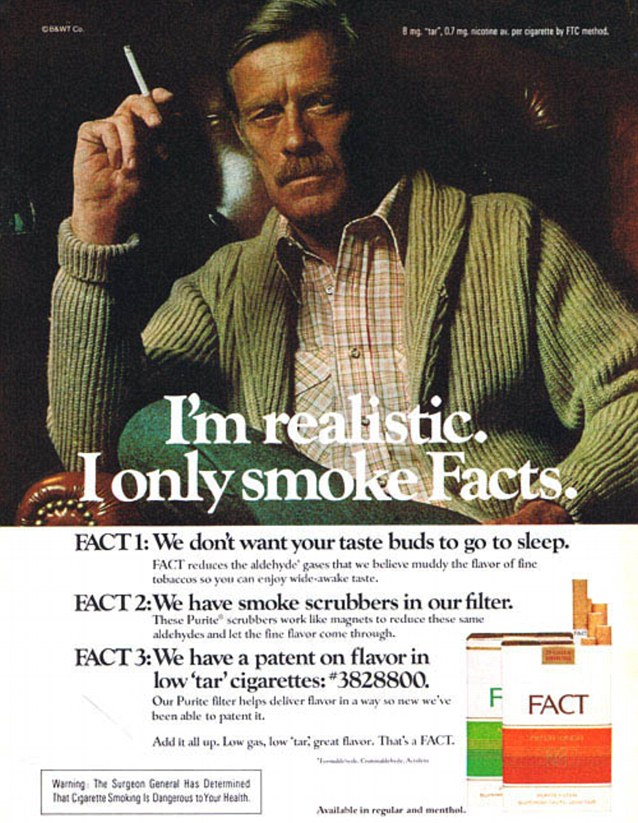 ©B&WT Co.
8 mg. "tar", 0.7 mg. nicotine av. per cigarette by FTC method.
I'm realistic.
I only smoke Facts.
FACT 1: We don't want your taste buds to go to sleep.
FACT reduces the aldehyde* gases that we believe muddy the flavor of fine
tobaccos so you can enjoy wide-awake taste.
FACT 2: We have smoke scrubbers in our filter.
These Purite® scrubbers work like magnets to reduce these same
aldehydes and let the fine flavor come through.
FACT 3: We have a patent on flavor in
low 'tar' cigarettes: #3828800.
Our Purite filter helps deliver flavor in a way so new we've
been able to patent it.
Add it all up. Low gas, low 'tar', great flavor. That's a FACT.
F
FACT
Warning: The Surgeon General Has Determined
That Cigarette Smoking Is Dangerous to Your Health.
Available in regular and menthol.